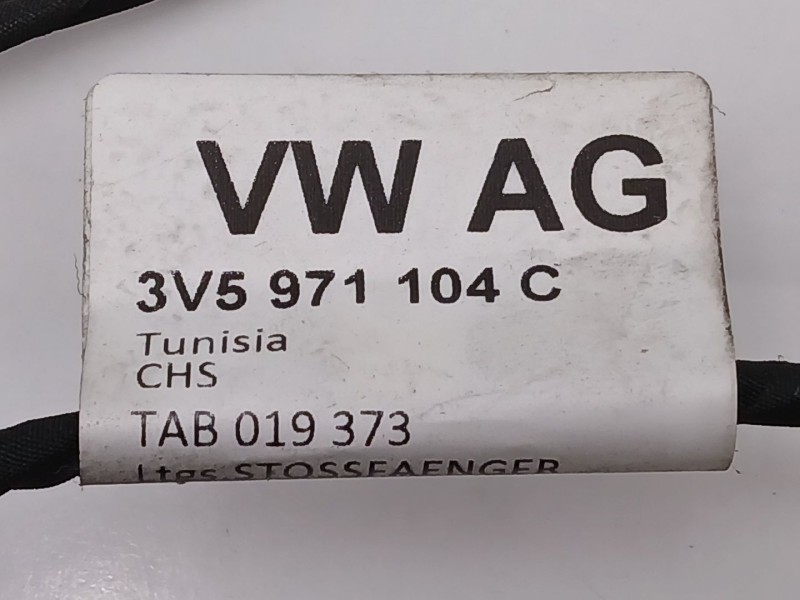 VW AG
3V5 971 104 C
Tunisia
CHS
TAB 019 373
Ltgs.STOSSFAENGER